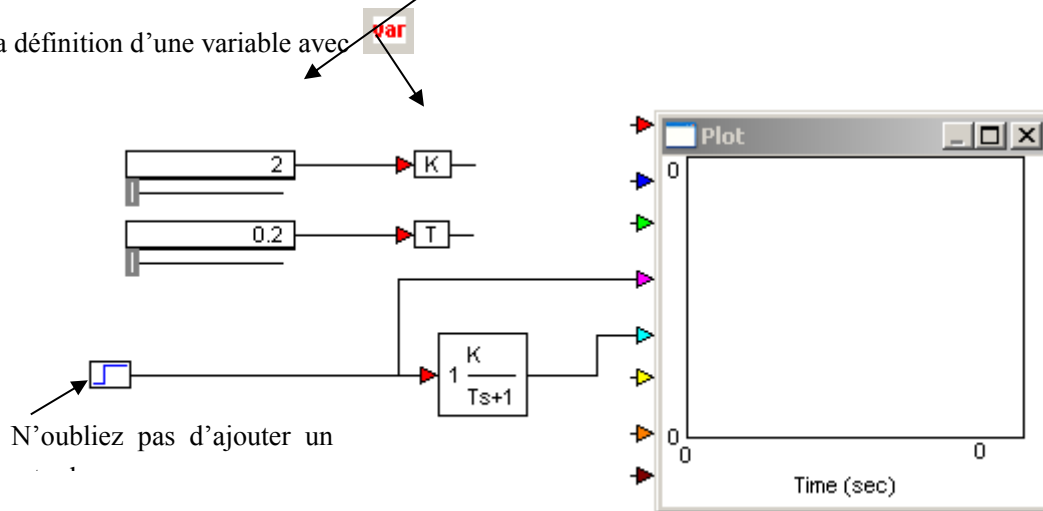 a définition d’une variable avec var
Plot
2
K
0
0.2
T
K
1
Ts+1
N’oubliez pas d’ajouter un
0
0
0
Time (sec)